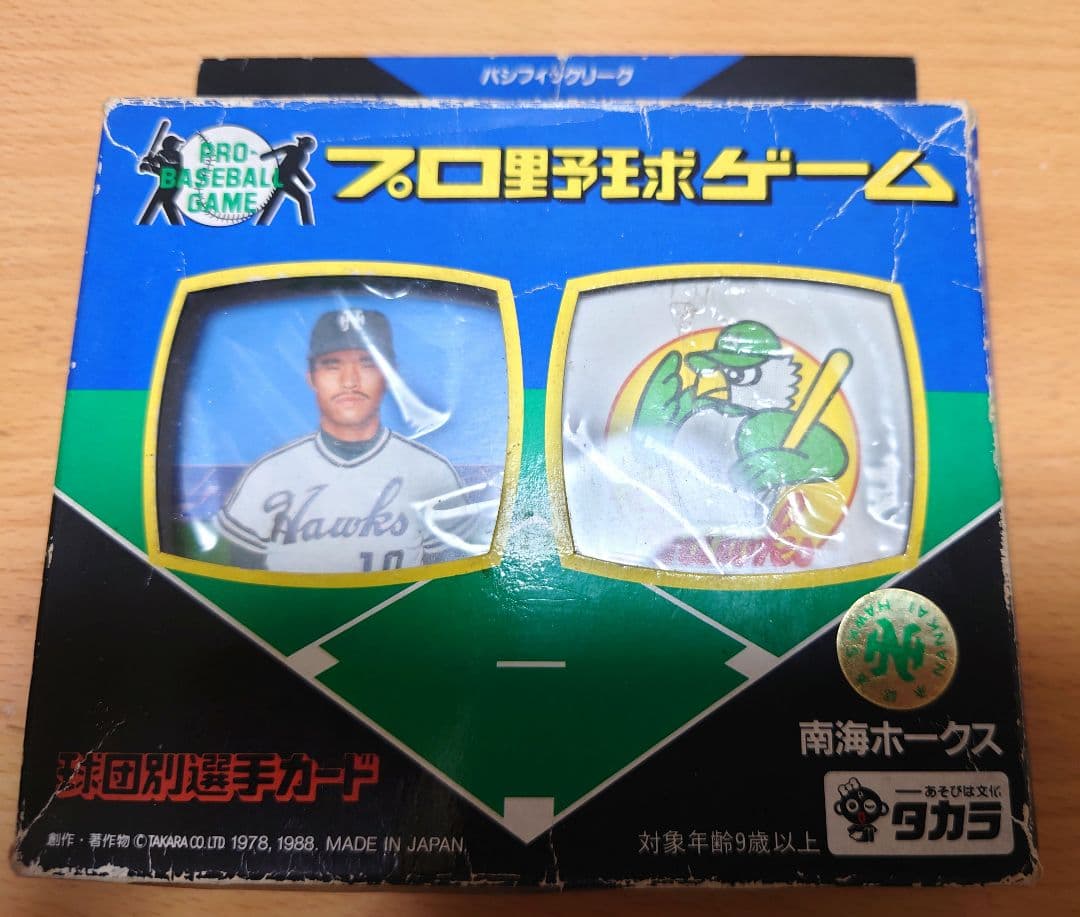 パシフィックリーグ
PRO-
BASEBALL
GAME
プロ野球ゲーム
Hawks
10
NANKAI HAWKS
南海ホークス
球団別選手カード
創作・著作物 ©TAKARA CO.LTD 1978, 1988. MADE IN JAPAN.
対象年齢9歳以上
あそびは文化
タカラ